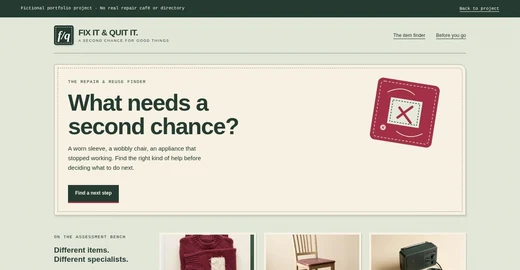 Fictional portfolio project · No real repair café or directory
Back to project
f/q
FIX IT & QUIT IT.
A SECOND CHANCE FOR GOOD THINGS
The item finder
Before you go
THE REPAIR & REUSE FINDER
What needs a
second chance?
A worn sleeve, a wobbly chair, an appliance that
stopped working. Find the right kind of help before
deciding what to do next.
Find a next step
ON THE ASSESSMENT BENCH
Different items.
Different specialists.